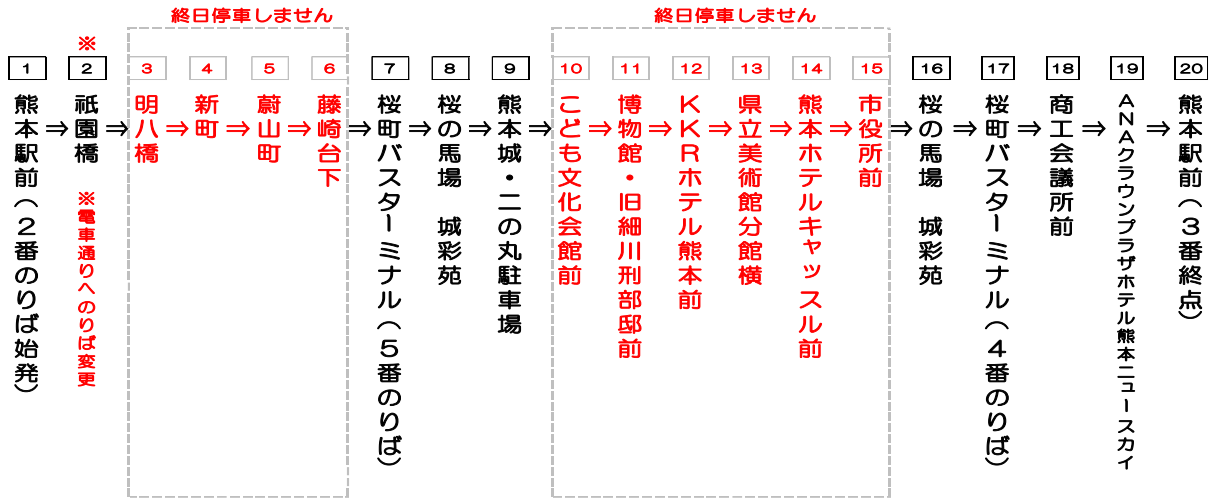 終日停車しません
終日停車しません
※
1
2
3
4
5
6
7
8
9
10
11
12
13
14
15
16
17
18
19
20
熊本駅前（２番のりば始発）
⇒
祇園橋
※電車通りへのりば変更
⇒
明八橋
⇒
新町
⇒
蔚山町
⇒
藤崎台下
⇒
桜町バスターミナル（５番のりば）
⇒
桜の馬場　城彩苑
⇒
熊本城・二の丸駐車場
⇒
こども文化会館前
⇒
博物館・旧細川刑部邸前
⇒
ＫＫＲホテル熊本前
⇒
県立美術館分館横
⇒
熊本ホテルキャッスル前
⇒
市役所前
⇒
桜の馬場　城彩苑
⇒
桜町バスターミナル（４番のりば）
⇒
商工会議所前
⇒
ＡＮＡクラウンプラザホテル熊本ニュースカイ
⇒
熊本駅前（３番終点）